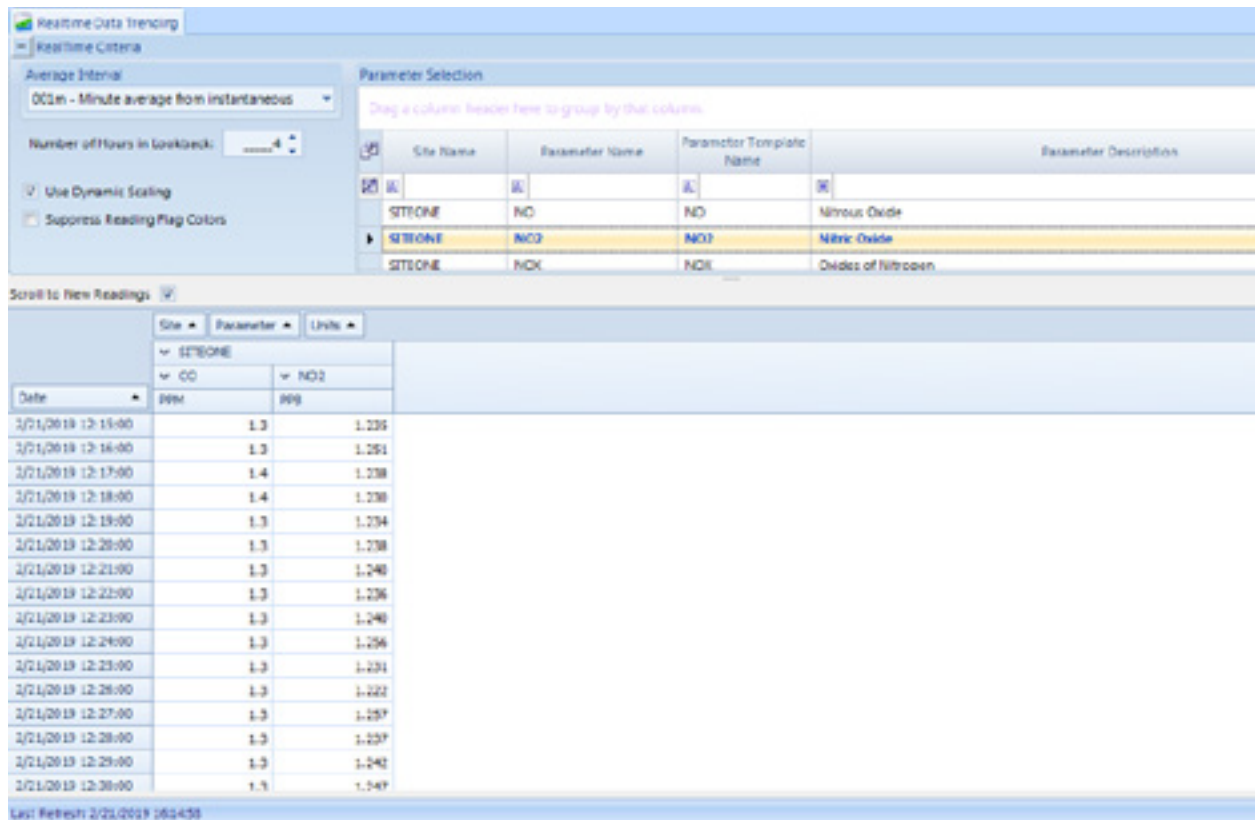 Realtime Data Trending
RealTime Criteria
Average Interval
001m - Minute average from instantaneous
Number of Hours in Lookback: ____4
Use Dynamic Scaling
Suppress Reading Flag Colors
Parameter Selection
Drag a column header here to group by that column.
Site Name Parameter Name Parameter Template Name Parameter Description
SITEONE NO NO Nitrous Oxide
SITEONE NO2 NO2 Nitric Oxide
SITEONE NOX NOX Oxides of Nitrogen
Scroll to New Readings
Site Parameter Units
SITEONE
CO NO2
Date PPM PPB
2/21/2019 12:15:00 1.3 1.235
2/21/2019 12:16:00 1.3 1.251
2/21/2019 12:17:00 1.4 1.238
2/21/2019 12:18:00 1.4
2/21/2019 12:19:00 1.3 1.234
2/21/2019 12:20:00 1.3 1.238
2/21/2019 12:21:00 1.3 1.240
2/21/2019 12:22:00 1.3 1.236
2/21/2019 12:23:00 1.3 1.240
2/21/2019 12:24:00 1.3 1.256
2/21/2019 12:25:00 1.3 1.231
2/21/2019 12:26:00 1.3 1.222
2/21/2019 12:27:00 1.3 1.257
2/21/2019 12:28:00 1.3 1.237
2/21/2019 12:29:00 1.3 1.242
2/21/2019 12:30:00 1.3 1.247
Last Refresh: 2/21/2019 16:14:58